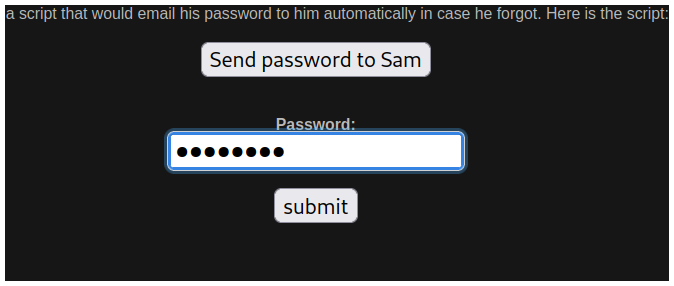 a script that would email his password to him automatically in case he forgot. Here is the script:
Send password to Sam
Password:
●●●●●●●●
submit